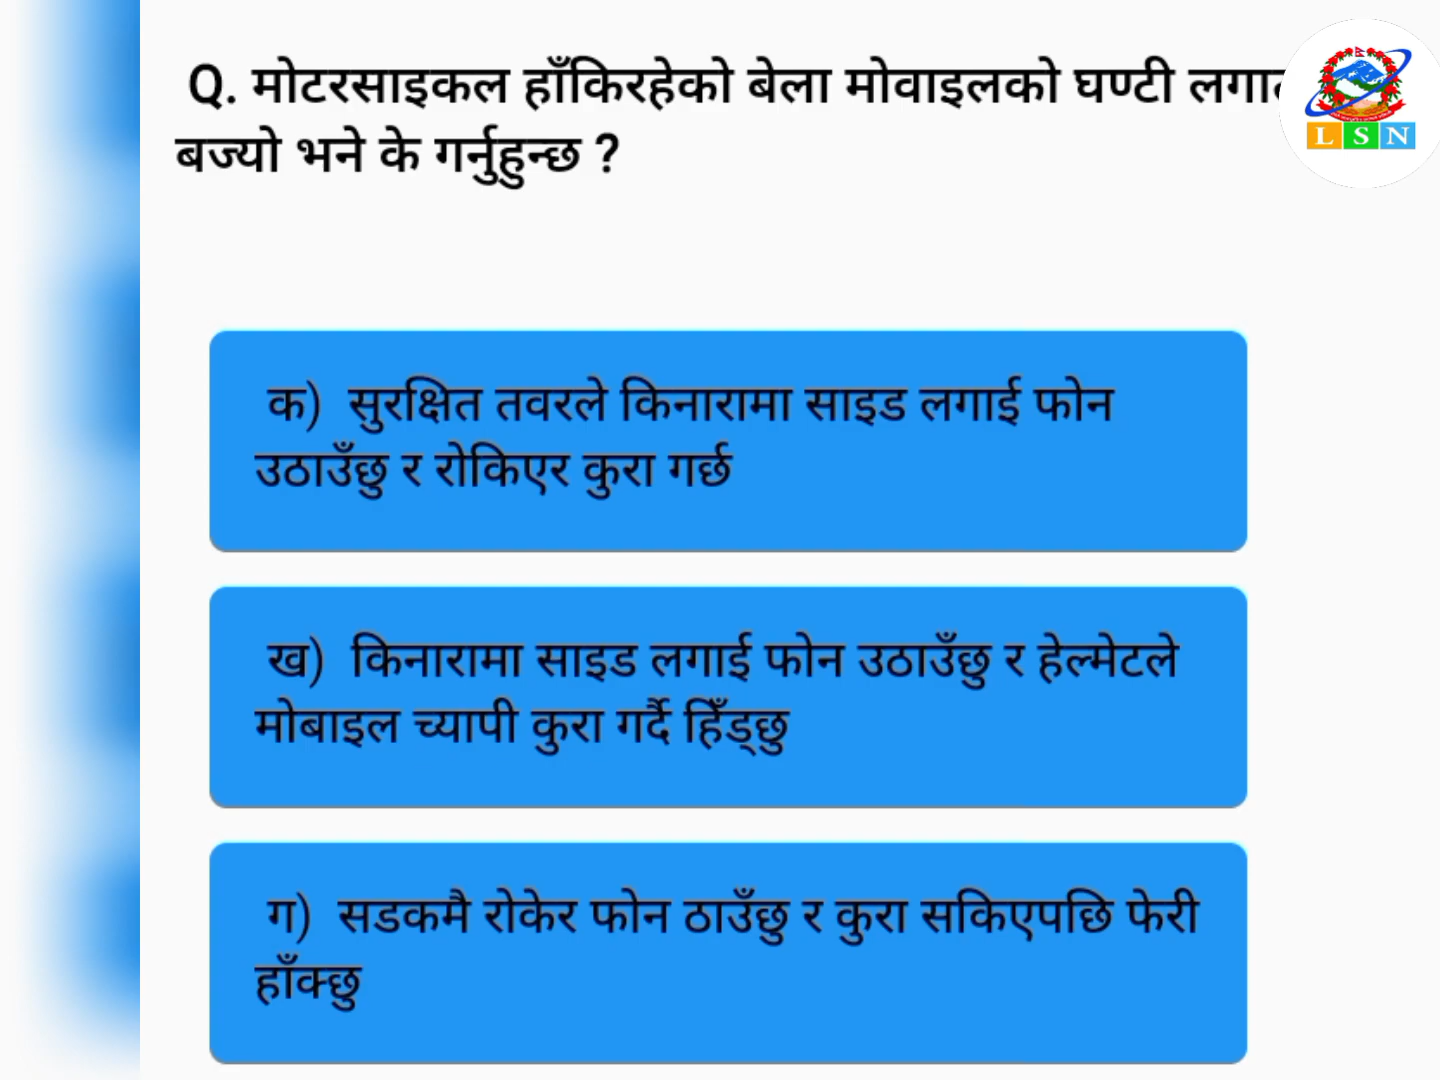 Q. मोटरसाइकल हाँकिरहेको बेला मोवाइलको घण्टी
बज्यो भने के गर्नुहुन्छ ?
L S N
क) सुरक्षित तवरले किनारामा साइड लगाई फोन
उठाउँछु र रोकिएर कुरा गर्छ
ख) किनारामा साइड लगाई फोन उठाउँछु र हेल्मेटले
मोबाइल च्यापी कुरा गर्दै हिँड्छु
ग) सडकमै रोकेर फोन ठाउँछु र कुरा सकिएपछि फेरी
हाँक्छु